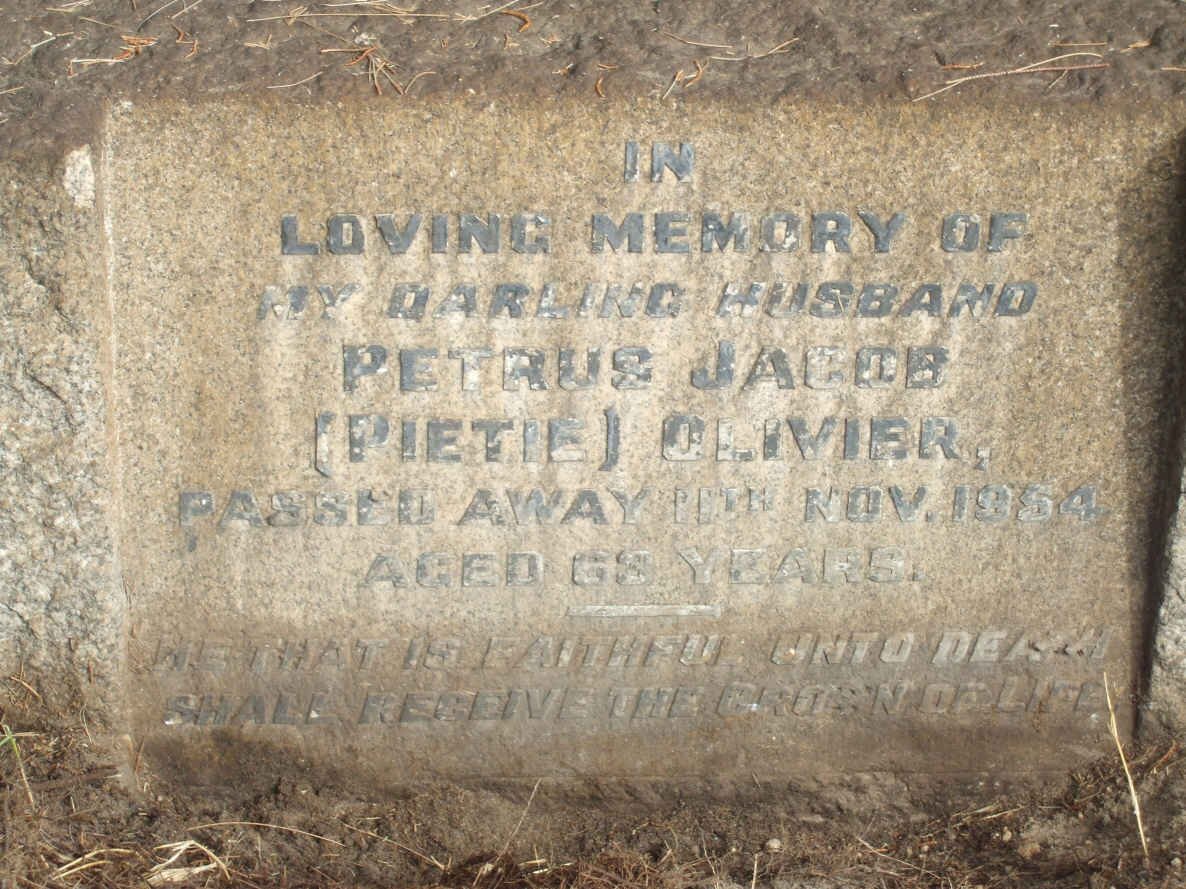 IN
LOVING MEMORY OF
MY DARLING HUSBAND
PETRUS JACOB
(PIETIE) OLIVIER,
PASSED AWAY 11TH NOV. 1954.
AGED 63 YEARS.
HE THAT IS FAITHFUL UNTO DEATH
SHALL RECEIVE THE CROWN OF LIFE